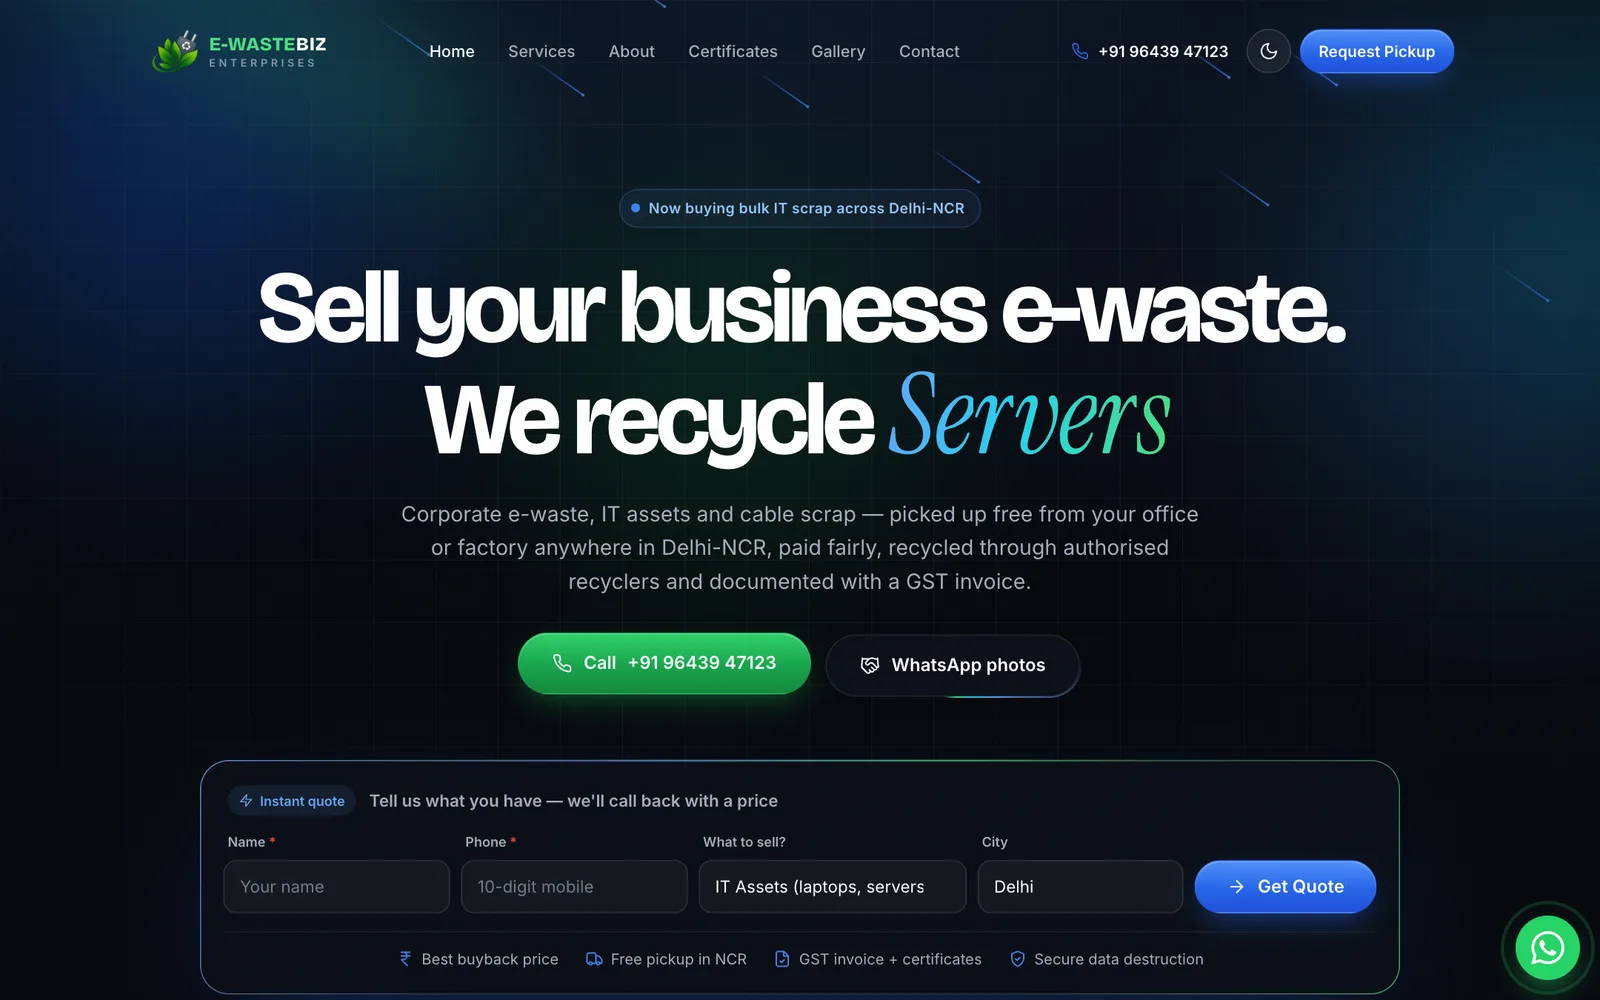 E-WASTEBIZ
ENTERPRISES
Home
Services
About
Certificates
Gallery
Contact
+91 96439 47123
Request Pickup
Now buying bulk IT scrap across Delhi-NCR
Sell your business e-waste.
We recycle Servers
Corporate e-waste, IT assets and cable scrap — picked up free from your office
or factory anywhere in Delhi-NCR, paid fairly, recycled through authorised
recyclers and documented with a GST invoice.
Call +91 96439 47123
WhatsApp photos
Instant quote
Tell us what you have — we'll call back with a price
Name *
Phone *
What to sell?
City
Your name
10-digit mobile
IT Assets (laptops, servers
Delhi
Get Quote
Best buyback price
Free pickup in NCR
GST invoice + certificates
Secure data destruction